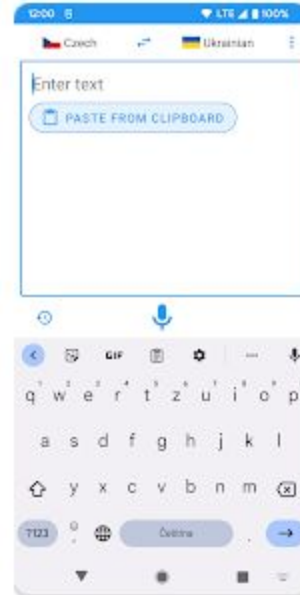 12:00 LTE 100%
Czech Ukrainian
Enter text
PASTE FROM CLIPBOARD
GIF
q w e r t z u i o p
a s d f g h j k l
y x c v b n m
?123 , Čeština .